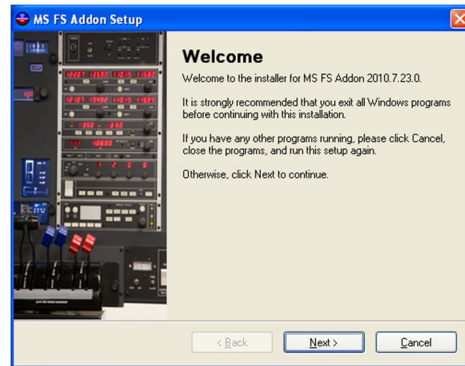 MS FS Addon Setup
Welcome
Welcome to the installer for MS FS Addon 2010.7.23.0.
It is strongly recommended that you exit all Windows programs
before continuing with this installation.
If you have any other programs running, please click Cancel,
close the programs, and run this setup again.
Otherwise, click Next to continue.
< Back
Next >
Cancel